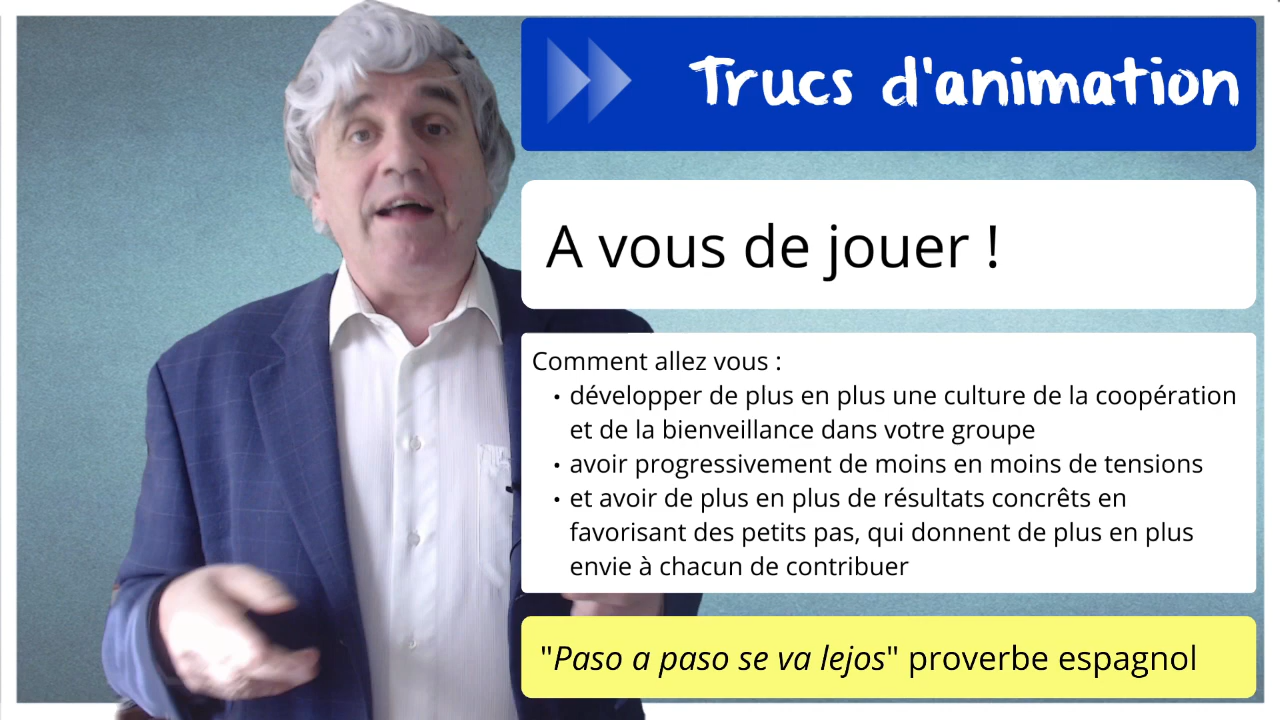 Trucs d'animation
A vous de jouer !
Comment allez vous :
• développer de plus en plus une culture de la coopération
et de la bienveillance dans votre groupe
• avoir progressivement de moins en moins de tensions
• et avoir de plus en plus de résultats concrêts en
favorisant des petits pas, qui donnent de plus en plus
envie à chacun de contribuer
"Paso a paso se va lejos" proverbe espagnol